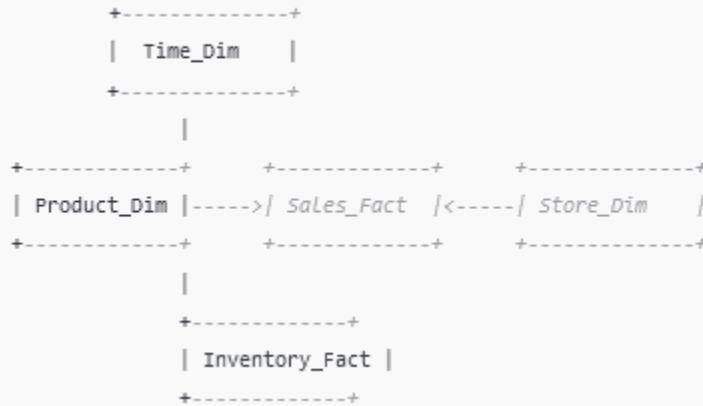 +--------------+
|  Time_Dim    |
+--------------+
|
+--------------+      +-------------+      +--------------+
| Product_Dim |----->| Sales_Fact  |<-----| Store_Dim    |
+--------------+      +-------------+      +--------------+
|
+-------------+
| Inventory_Fact |
+-------------+